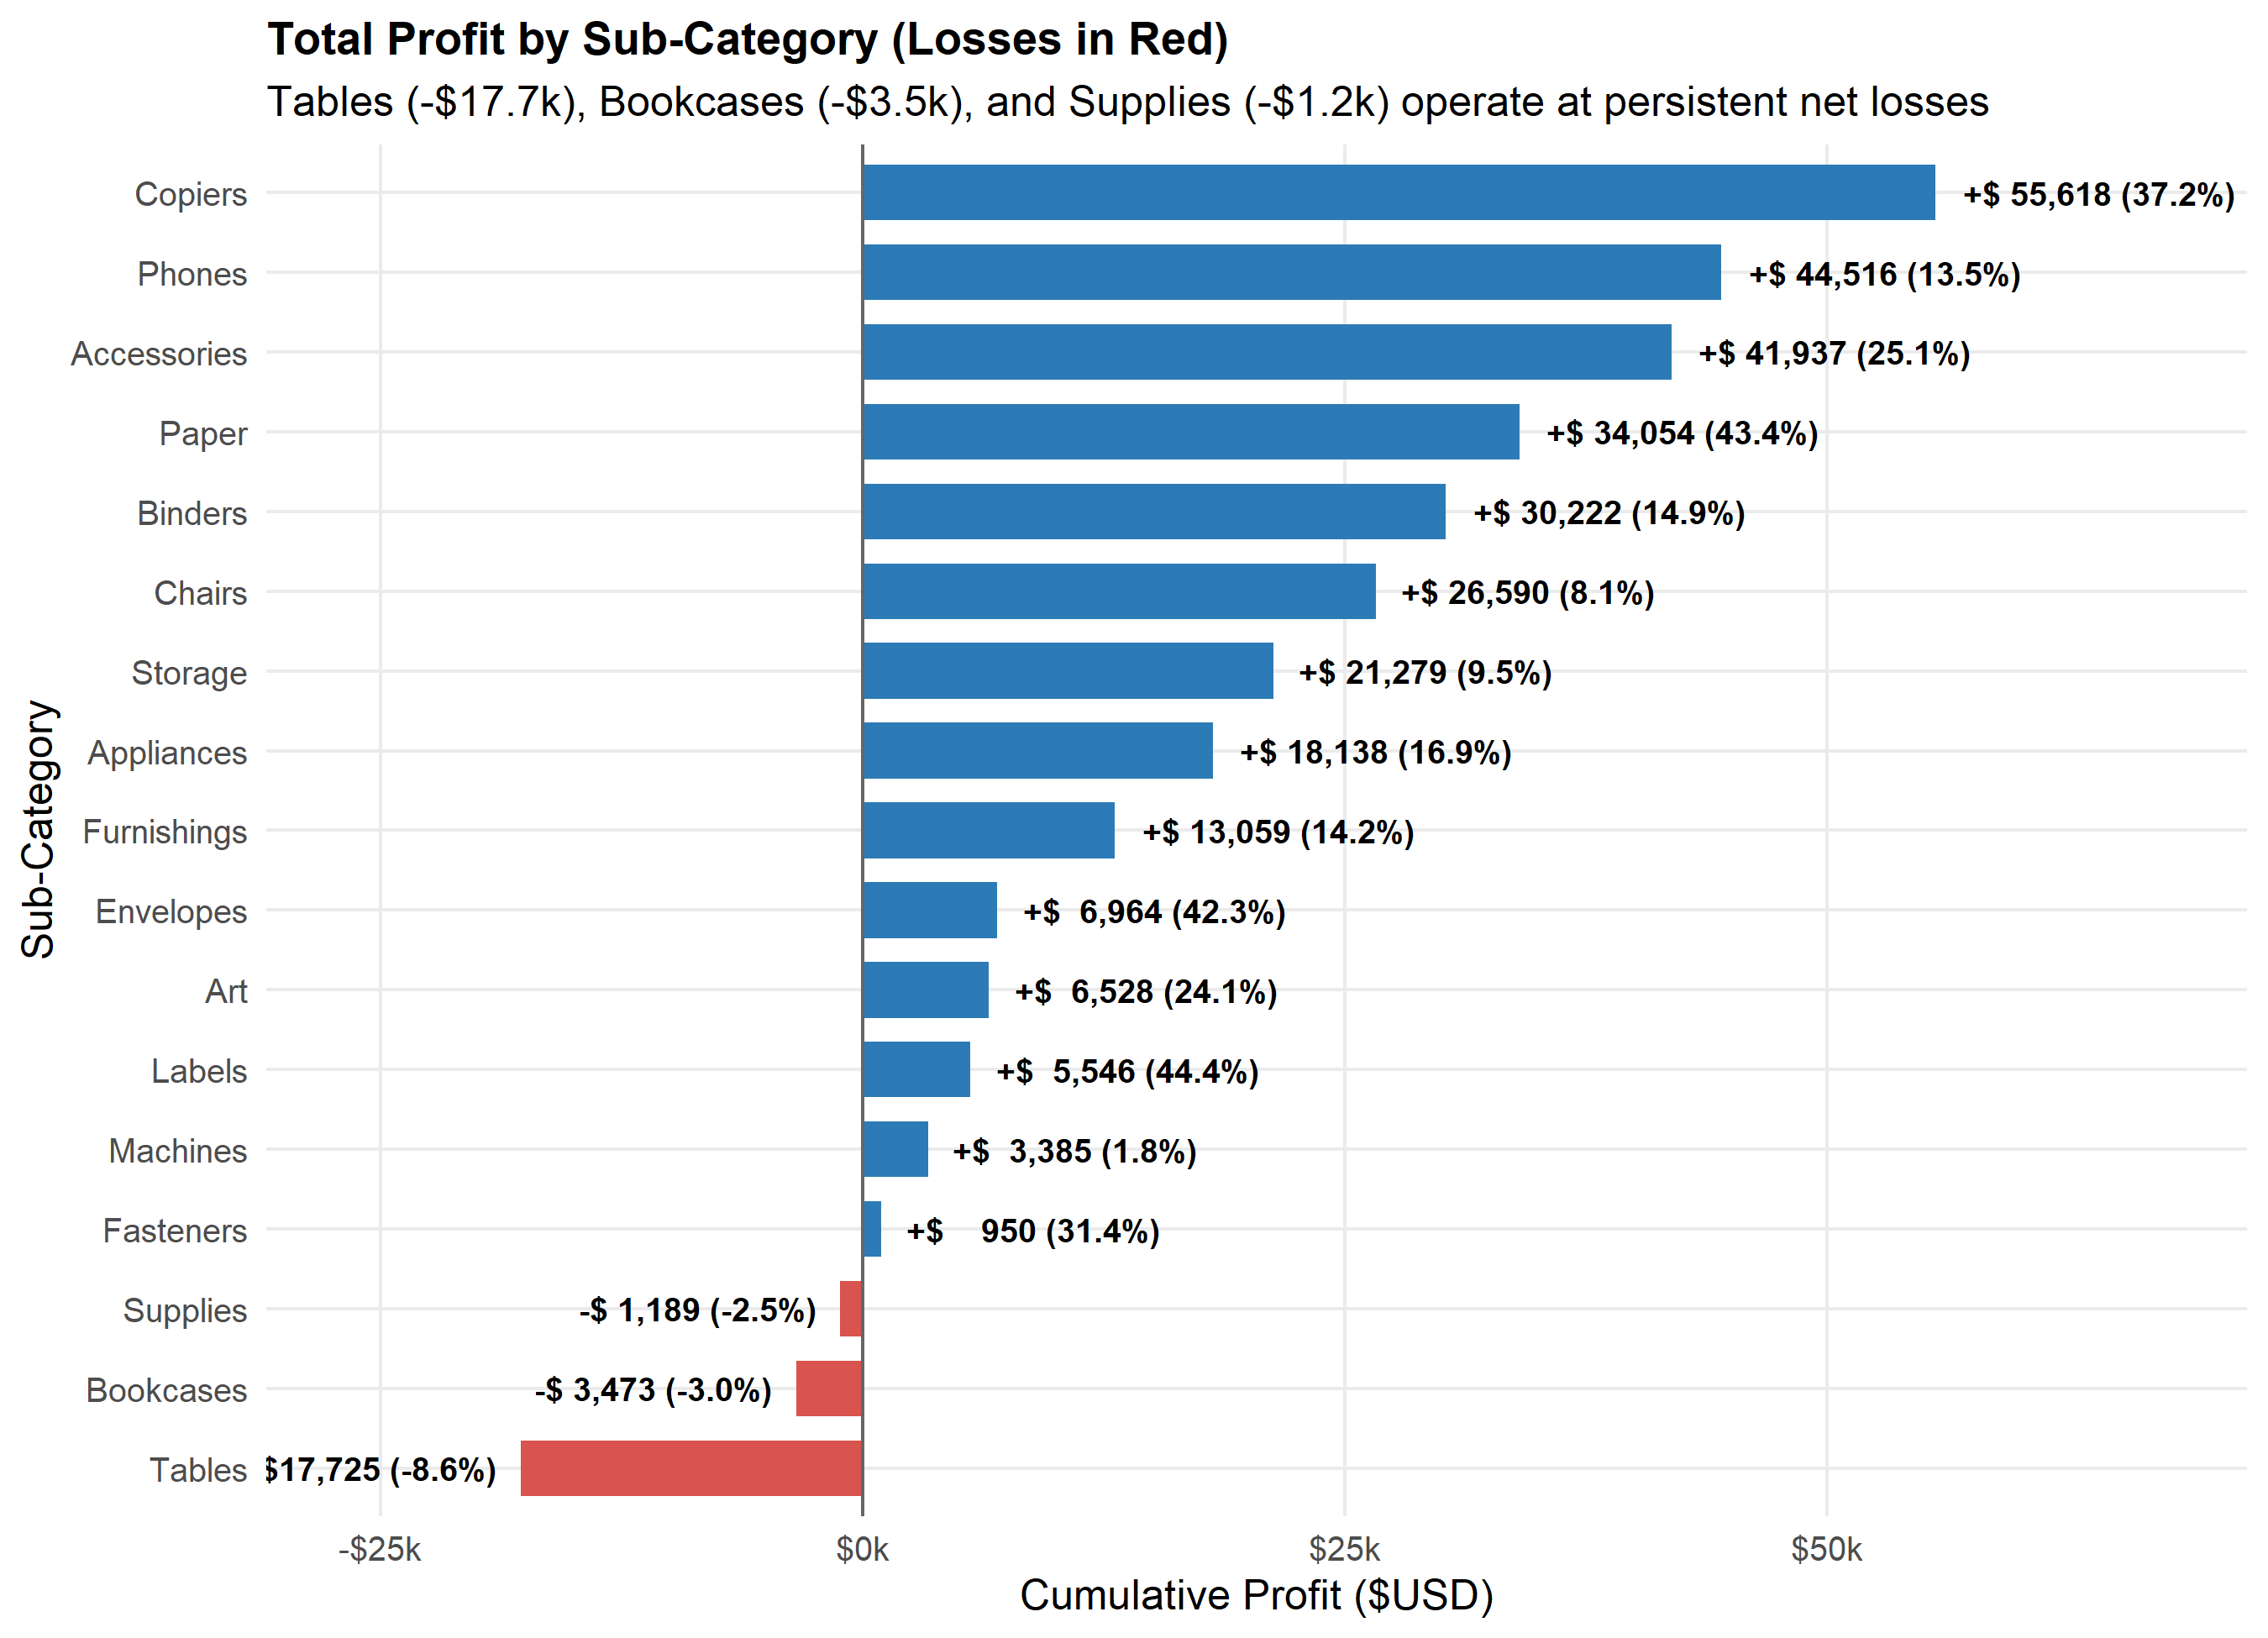 Total Profit by Sub-Category (Losses in Red)
Tables (-$17.7k), Bookcases (-$3.5k), and Supplies (-$1.2k) operate at persistent net losses
Sub-Category
Copiers +$ 55,618 (37.2%)
Phones +$ 44,516 (13.5%)
Accessories +$ 41,937 (25.1%)
Paper +$ 34,054 (43.4%)
Binders +$ 30,222 (14.9%)
Chairs +$ 26,590 (8.1%)
Storage +$ 21,279 (9.5%)
Appliances +$ 18,138 (16.9%)
Furnishings +$ 13,059 (14.2%)
Envelopes +$  6,964 (42.3%)
Art +$  6,528 (24.1%)
Labels +$  5,546 (44.4%)
Machines +$  3,385 (1.8%)
Fasteners +$    950 (31.4%)
Supplies -$ 1,189 (-2.5%)
Bookcases -$ 3,473 (-3.0%)
Tables $17,725 (-8.6%)
-$25k $0k $25k $50k
Cumulative Profit ($USD)